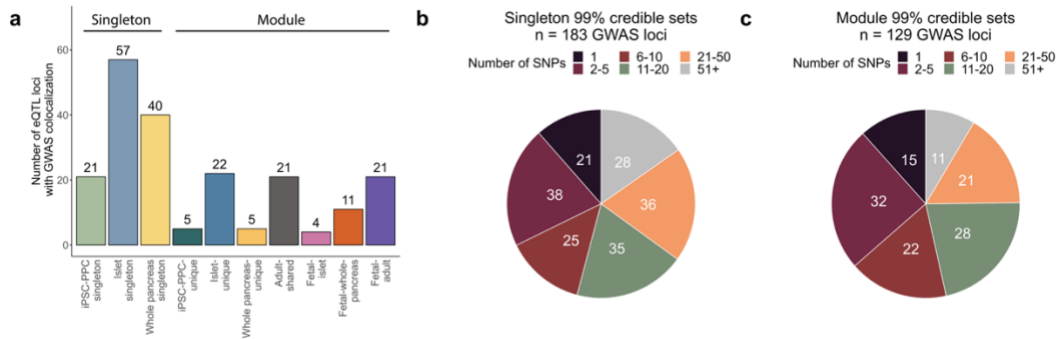 a
Singleton
Module
Number of eQTL loci
with GWAS colocalization
60
40
20
0
21
57
40
5
22
5
21
4
11
21
iPSC-PPC
singleton
Islet
singleton
Whole pancreas
singleton
iPSC-PPC-
unique
Islet-
unique
Whole pancreas-
unique
Adult-
shared
Fetal-
islet
Fetal-whole-
pancreas
Fetal-
adult
b
Singleton 99% credible sets
n = 183 GWAS loci
Number of SNPs
1
6-10
21-50
2-5
11-20
51+
21
28
38
36
25
35
c
Module 99% credible sets
n = 129 GWAS loci
Number of SNPs
1
6-10
21-50
2-5
11-20
51+
15
11
21
32
28
22